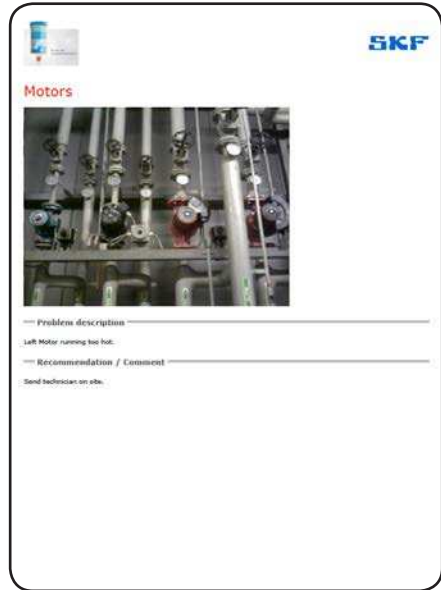 SKF
Motors
Problem description
Left Motor running too hot.
Recommendation / Comment
Send technician on site.